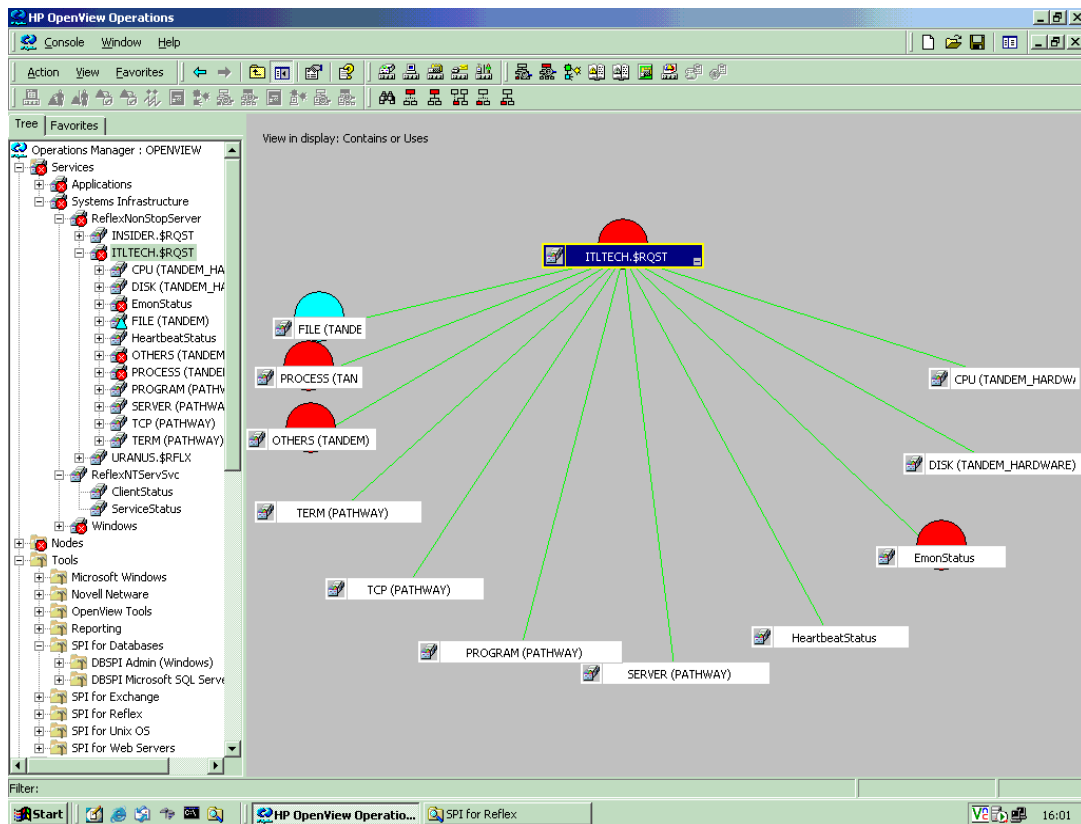 HP OpenView Operations
Console Window Help
Action View Favorites
Tree Favorites
Operations Manager : OPENVIEW
Services
Applications
Systems Infrastructure
ReflexNonStopServer
INSIDER.$RQST
ITLTECH.$RQST
CPU (TANDEM_HA
DISK (TANDEM_HA
EmonStatus
FILE (TANDEM)
HeartbeatStatus
OTHERS (TANDEM
PROCESS (TANDEI
PROGRAM (PATHW
SERVER (PATHWA
TCP (PATHWAY)
TERM (PATHWAY)
URANUS.$RFLX
ReflexNTServSvc
ClientStatus
ServiceStatus
Windows
Nodes
Tools
Microsoft Windows
Novell Netware
OpenView Tools
Reporting
SPI for Databases
DBSPI Admin (Windows)
DBSPI Microsoft SQL Serve
SPI for Exchange
SPI for Reflex
SPI for Unix OS
SPI for Web Servers
View in display: Contains or Uses
ITLTECH.$RQST
FILE (TANDE
PROCESS (TAN
CPU (TANDEM_HARDWA
OTHERS (TANDEM)
DISK (TANDEM_HARDWARE)
TERM (PATHWAY)
EmonStatus
TCP (PATHWAY)
HeartbeatStatus
PROGRAM (PATHWAY)
SERVER (PATHWAY)
Filter:
Start
HP OpenView Operatio...
SPI for Reflex
16:01